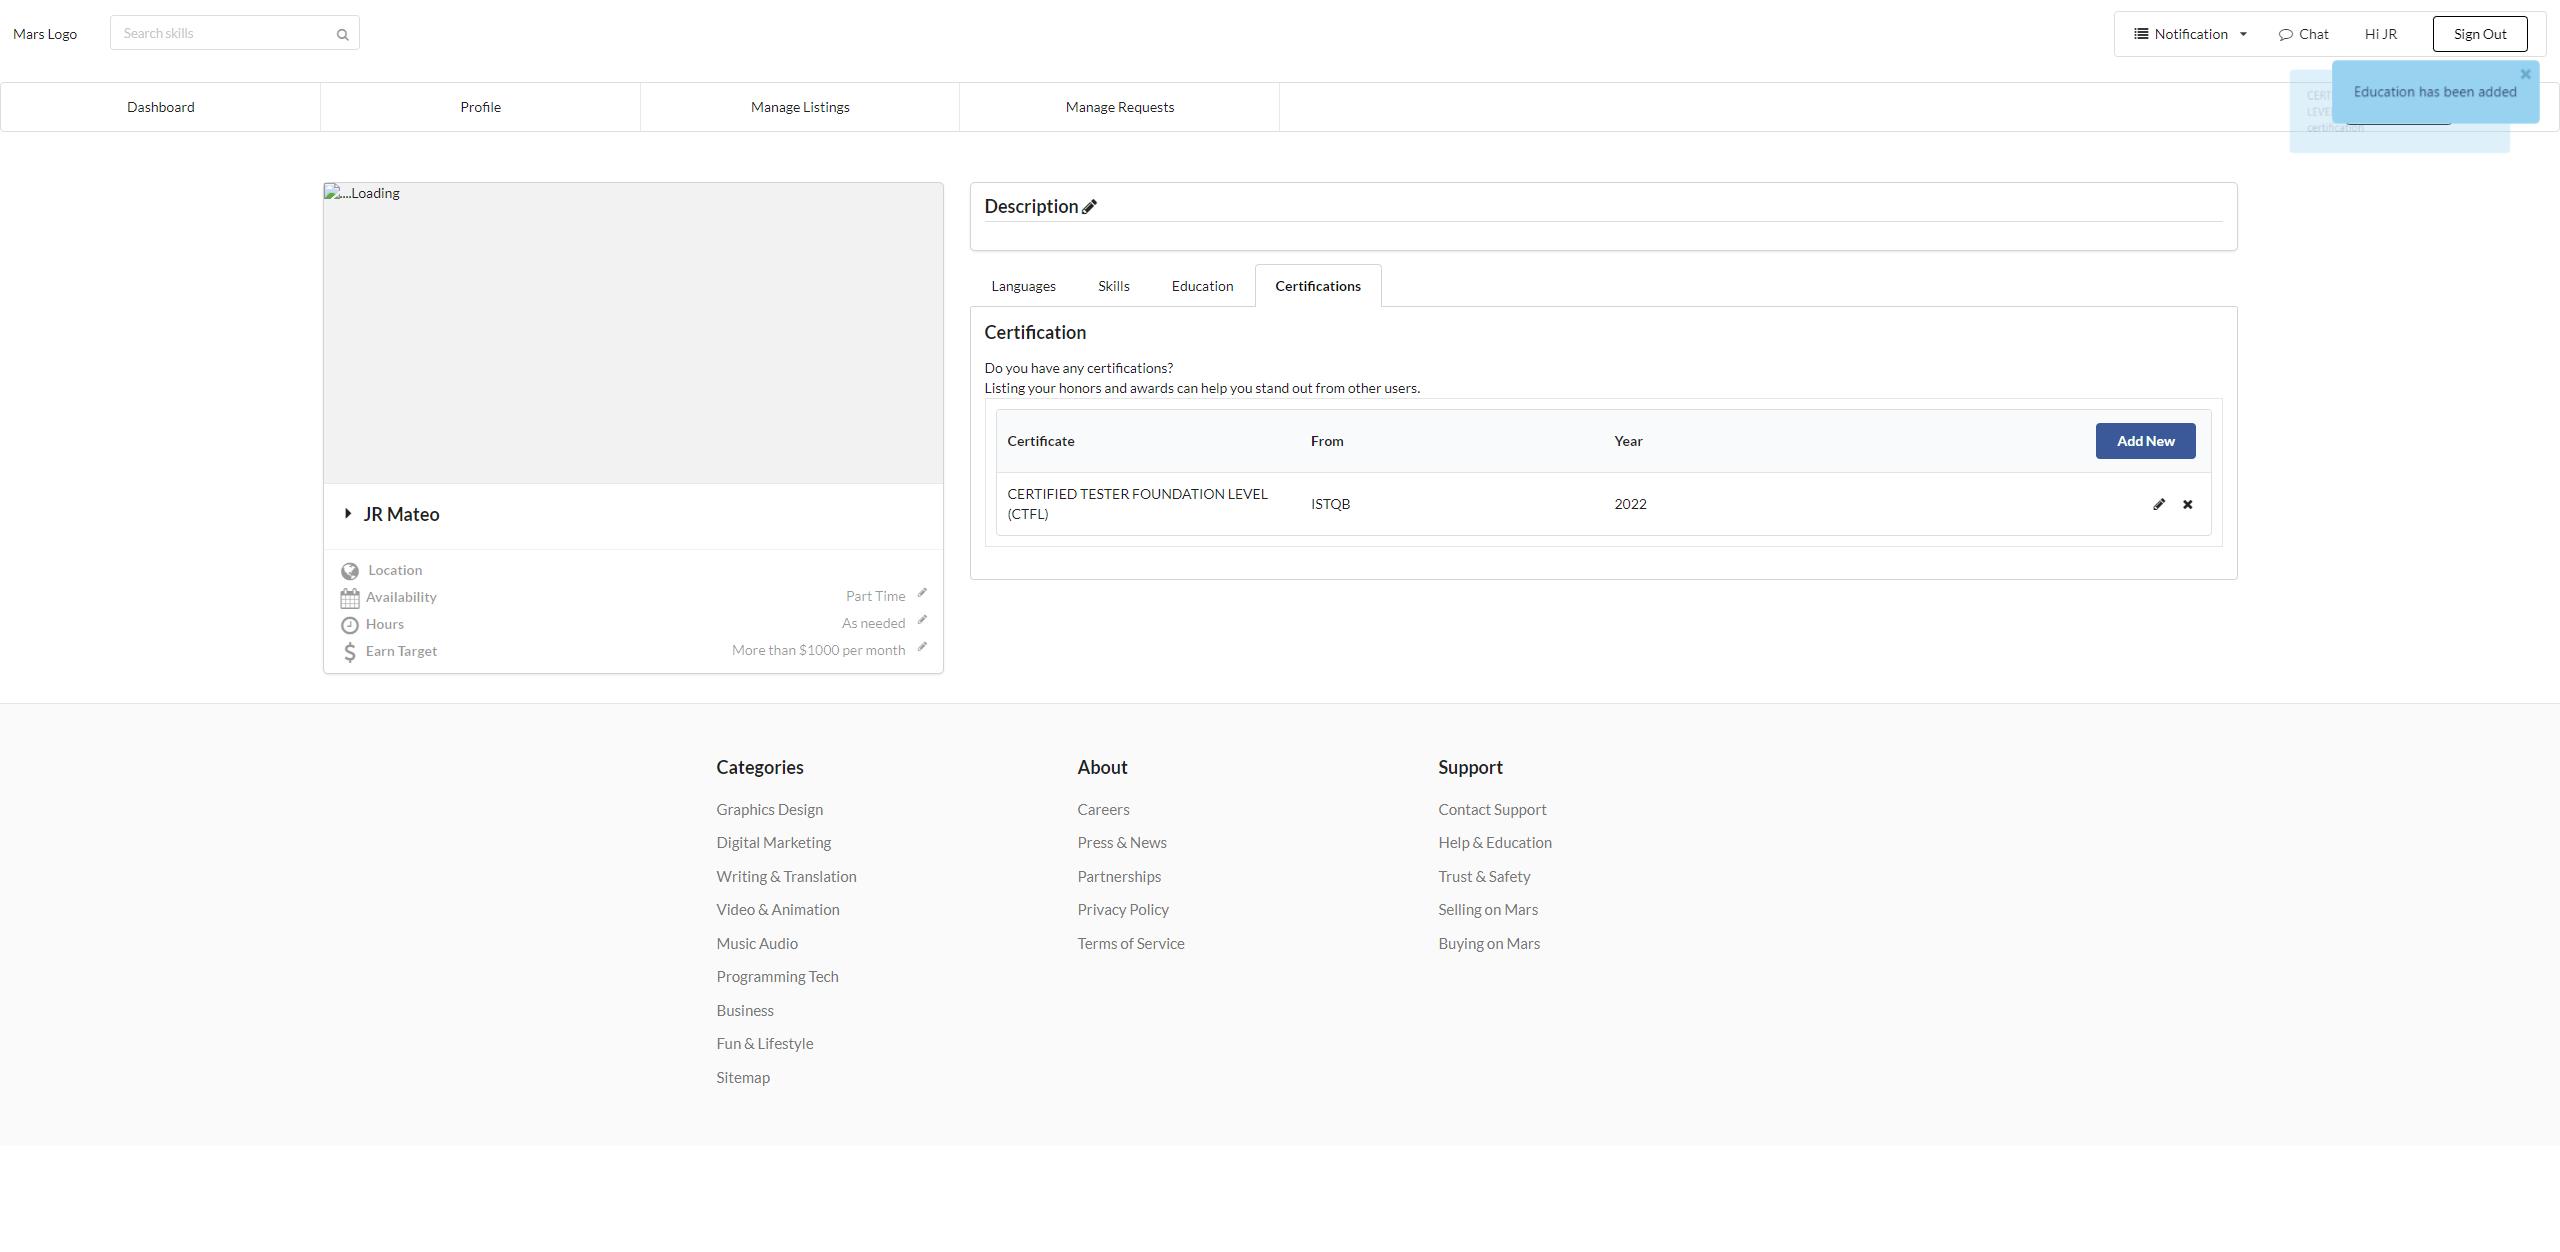 Mars Logo
Search skills
Notification
Chat
Hi JR
Sign Out
Education has been added
certification
Dashboard
Profile
Manage Listings
Manage Requests
....Loading
JR Mateo
Location
Availability
Part Time
Hours
As needed
Earn Target
More than $1000 per month
Description
Languages
Skills
Education
Certifications
Certification
Do you have any certifications?
Listing your honors and awards can help you stand out from other users.
Certificate
From
Year
Add New
CERTIFIED TESTER FOUNDATION LEVEL
(CTFL)
ISTQB
2022
Categories
Graphics Design
Digital Marketing
Writing & Translation
Video & Animation
Music Audio
Programming Tech
Business
Fun & Lifestyle
Sitemap
About
Careers
Press & News
Partnerships
Privacy Policy
Terms of Service
Support
Contact Support
Help & Education
Trust & Safety
Selling on Mars
Buying on Mars